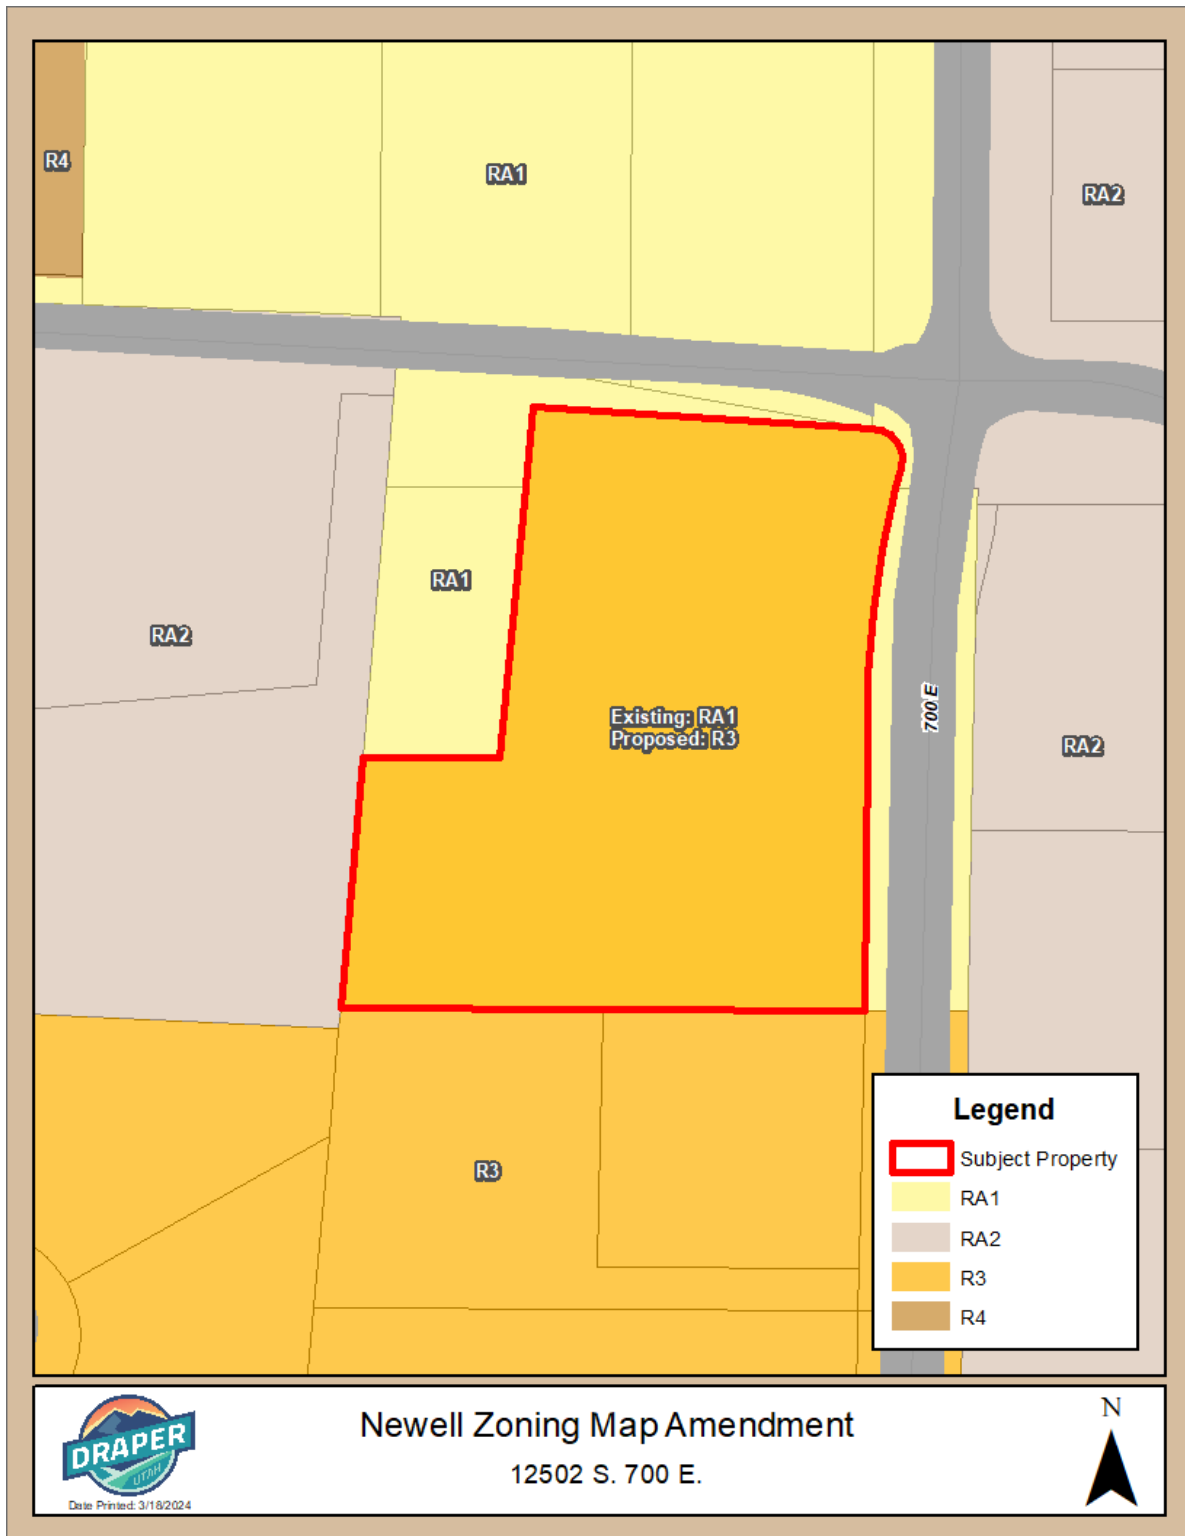 R4
RA1
RA2
RA1
RA2
Existing: RA1
Proposed: R3
700 E
RA2
R3
Legend
Subject Property
RA1
RA2
R3
R4
DRAPER
UTAH
Date Printed: 3/18/2024
Newell Zoning Map Amendment
12502 S. 700 E.
N